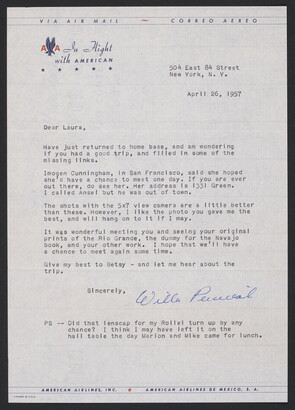 VIA AIR MAIL — CORREO AEREO
AA In Flight
with AMERICAN
504 East 84 Street
New York, N. Y.
April 26, 1957
Dear Laura,
Have just returned to home base, and am wondering
if you had a good trip, and filled in some of the
missing links.
Imogen Cunningham, in San Francisco, said she hoped
she'd have a chance to meet one day. If you are ever
out there, do see her. Her address is 1331 Green.
I called Ansel but he was out of town.
The shots with the 5x7 view camera are a little better
than these. However, I like the photo you gave me the
best, and will hang on to it if I may.
It was wonderful meeting you and seeing your original
prints of the Rio Grande, the dummy for the Navajo
book, and your other work. I hope that we'll have
a chance to meet again some time.
Give my best to Betsy - and let me hear about the
trip.
Sincerely,
PS -- Did that lenscap for my Rollei turn up by any
chance? I think I may have left it on the
hall table the day Marion and Mike came for lunch.
AMERICAN AIRLINES, INC. ★ AMERICAN AIRLINES DE MEXICO, S. A.